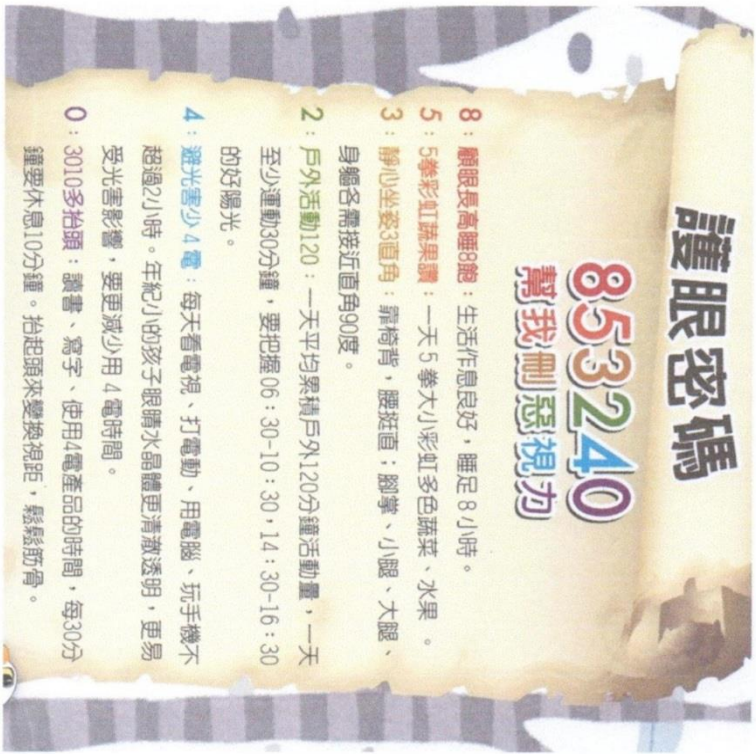 護眼密碼
853240
幫我刪惡視力
8：顧眼長高睡8飽：生活作息良好，睡足 8 小時。
5：5拳彩虹蔬果讚：一天 5 拳大小彩虹多色蔬菜、水果 。
3：靜心坐姿3直角：靠椅背，腰挺直；腳掌、小腿、大腿、
身軀各需接近直角90度。
2：戶外活動120：一天平均累積戶外120分鐘活動量，一天
至少運動30分鐘，要把握06：30-10：30，14：30-16：30
的好陽光。
4：避光害少 4 電：每天看電視、打電動、用電腦、玩手機不
超過2小時。年紀小的孩子眼睛水晶體更清澈透明，更易
受光害影響，要更減少用 4 電時間。
0：3010多抬頭：讀書、寫字、使用4電產品的時間，每30分
鐘要休息10分鐘。抬起頭來變換視距，鬆鬆筋骨。